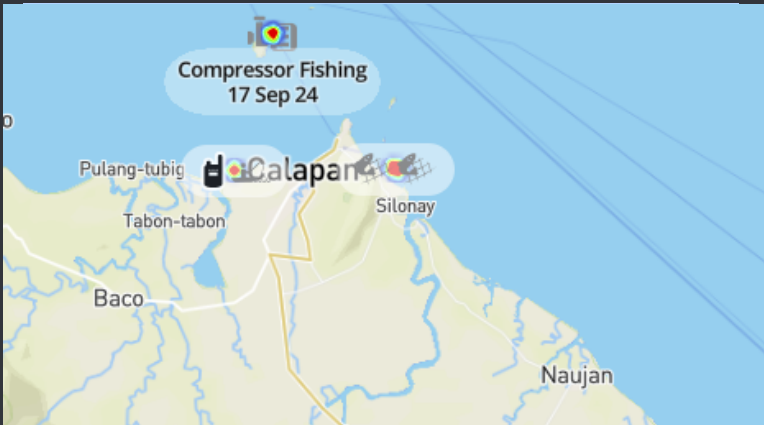 Compressor Fishing
17 Sep 24
o
Pulang-tubig
Calapan
Silonay
Tabon-tabon
Baco
Naujan